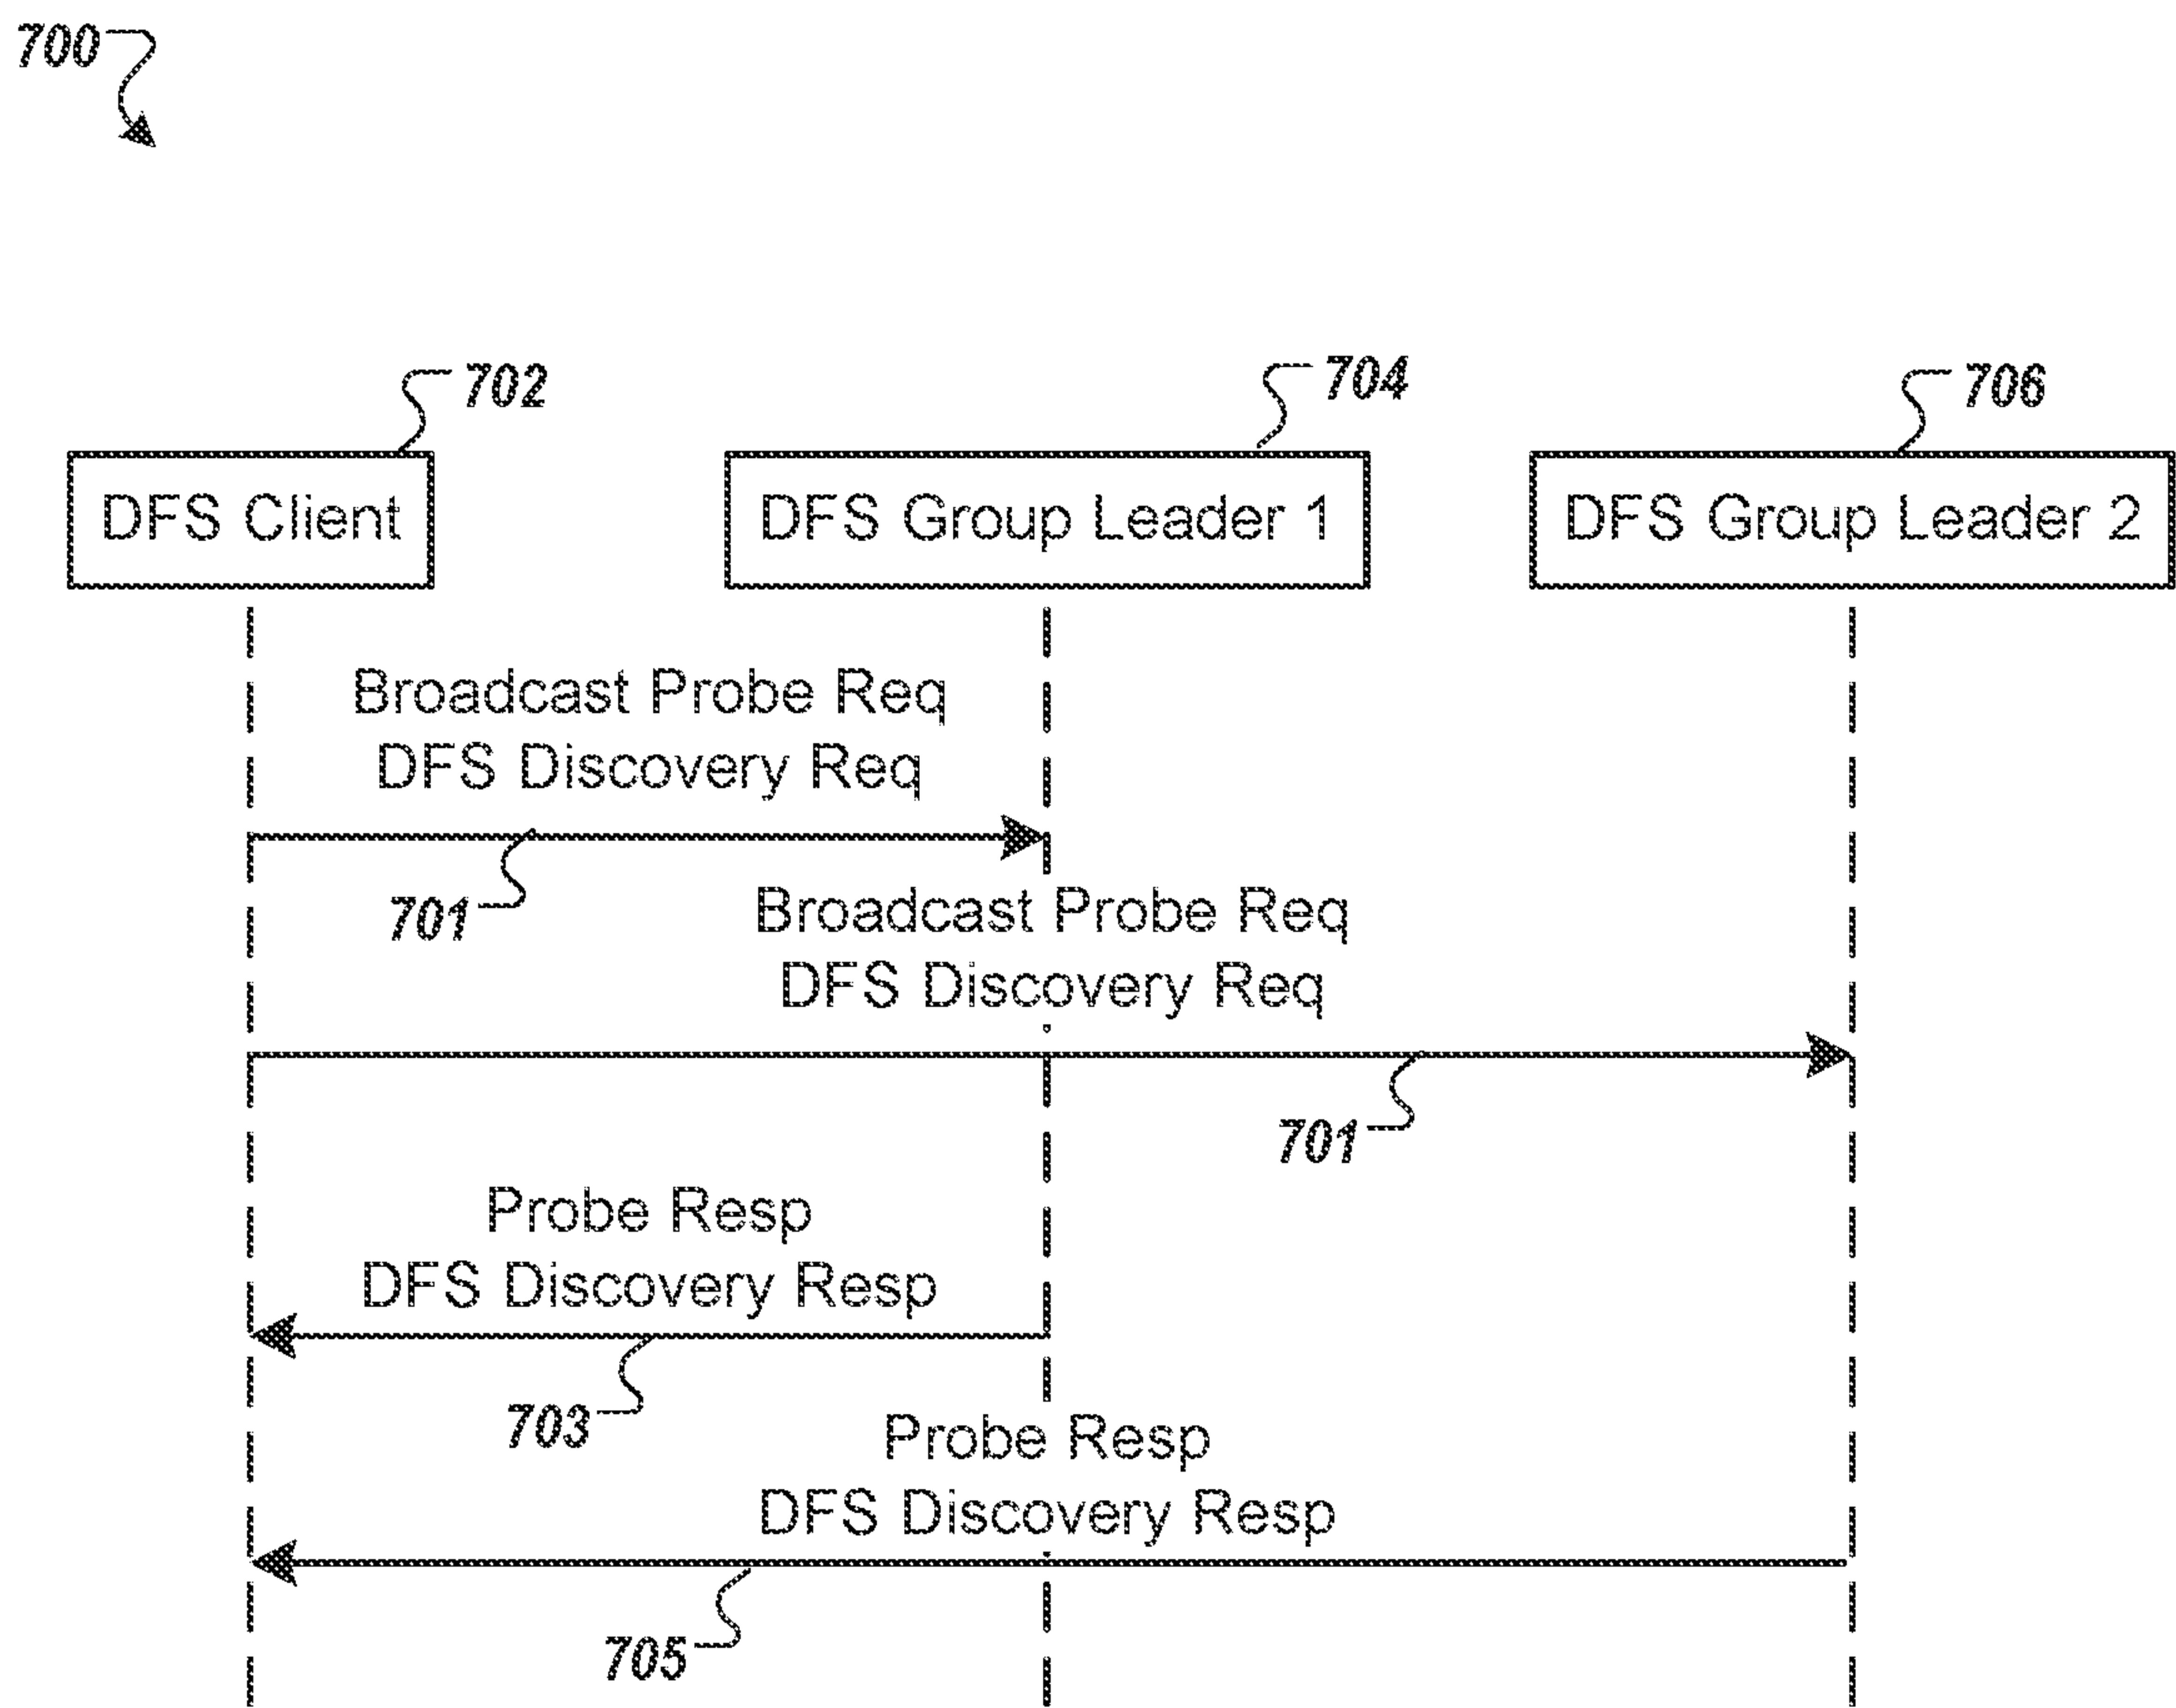 700
702
704
706
DFS Client
DFS Group Leader 1
DFS Group Leader 2
Broadcast Probe Req
DFS Discovery Req
701
Broadcast Probe Req
DFS Discovery Req
701
Probe Resp
DFS Discovery Resp
703
Probe Resp
DFS Discovery Resp
705